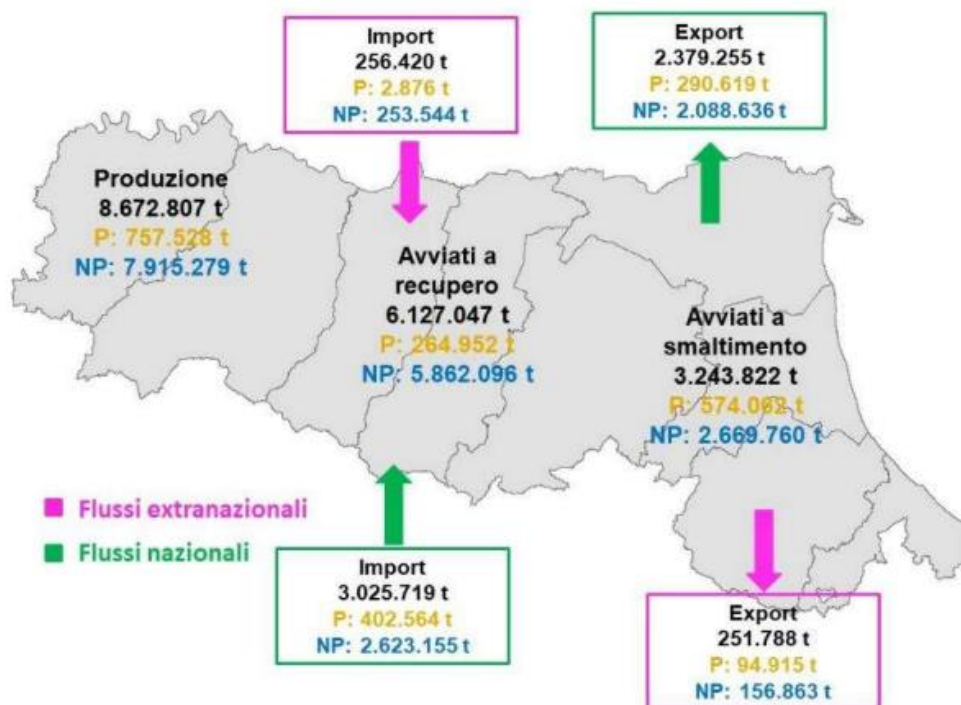 Import
256.420 t
P: 2.876 t
NP: 253.544 t
Export
2.379.255 t
P: 290.619 t
NP: 2.088.636 t
Produzione
8.672.807 t
P: 757.528 t
NP: 7.915.279 t
Avviati a
recupero
6.127.047 t
P: 264.952 t
NP: 5.862.096 t
Avviati a
smaltimento
3.243.822 t
P: 574.062 t
NP: 2.669.760 t
Flussi extranazionali
Flussi nazionali
Import
3.025.719 t
P: 402.564 t
NP: 2.623.155 t
Export
251.788 t
P: 94.915 t
NP: 156.863 t